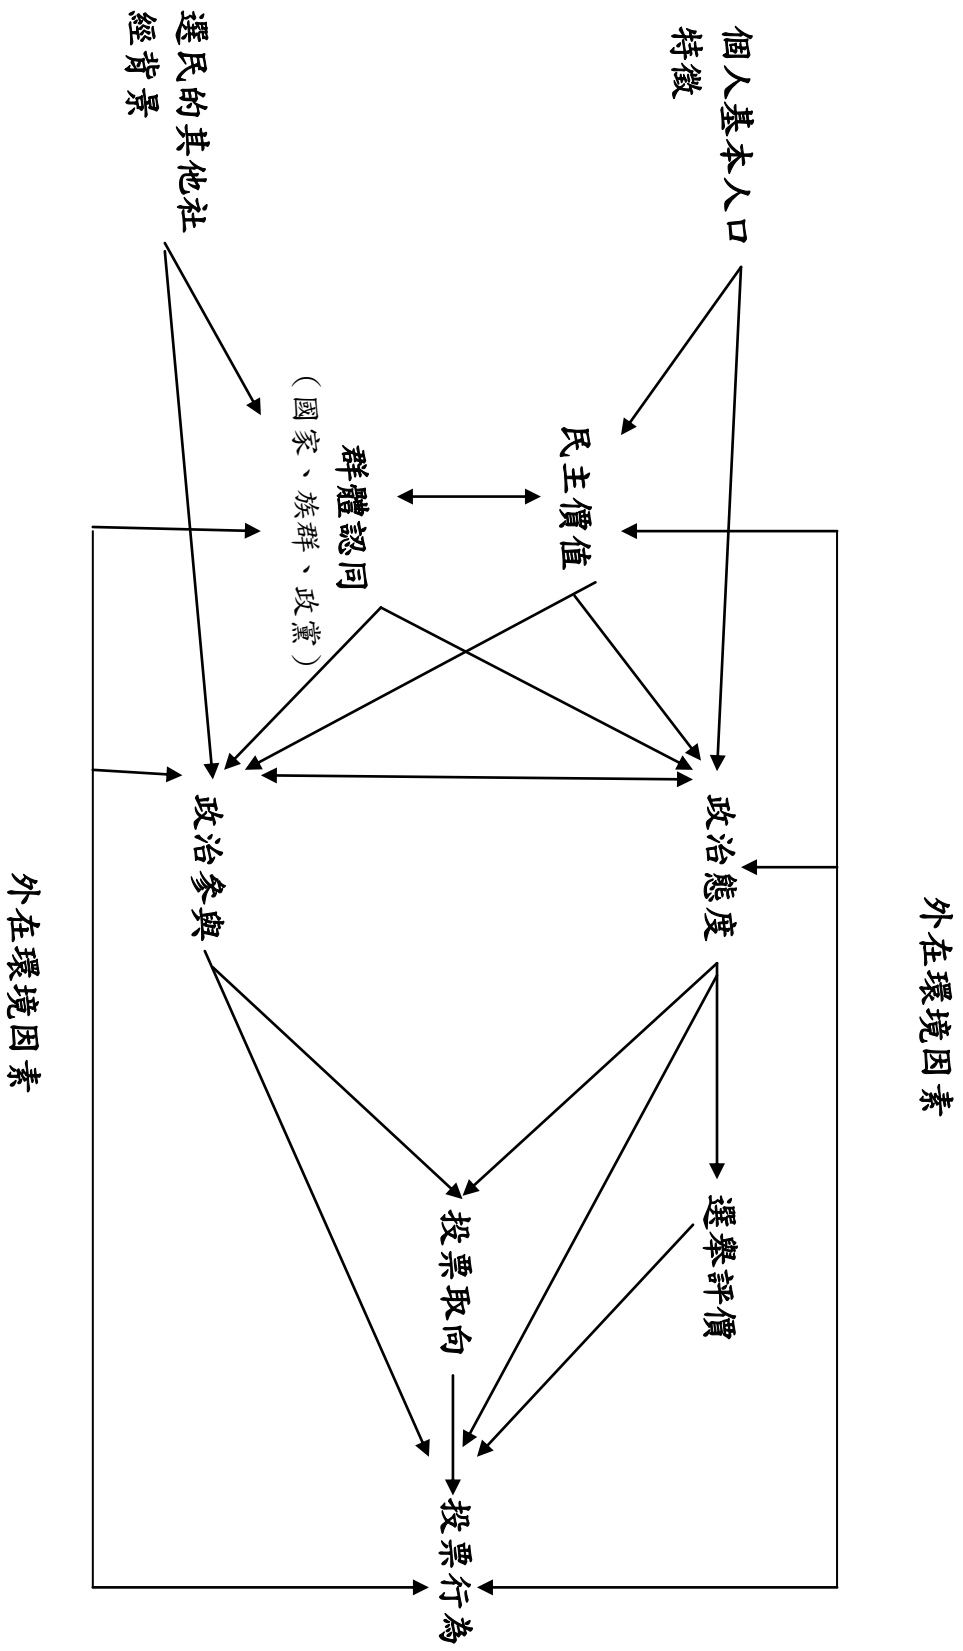 外在環境因素
個人基本人口
特徵
政治態度
選舉評價
民主價值
投票取向
投票行為
群體認同
（國家、族群、政黨）
選民的其他社
經背景
政治參與
外在環境因素